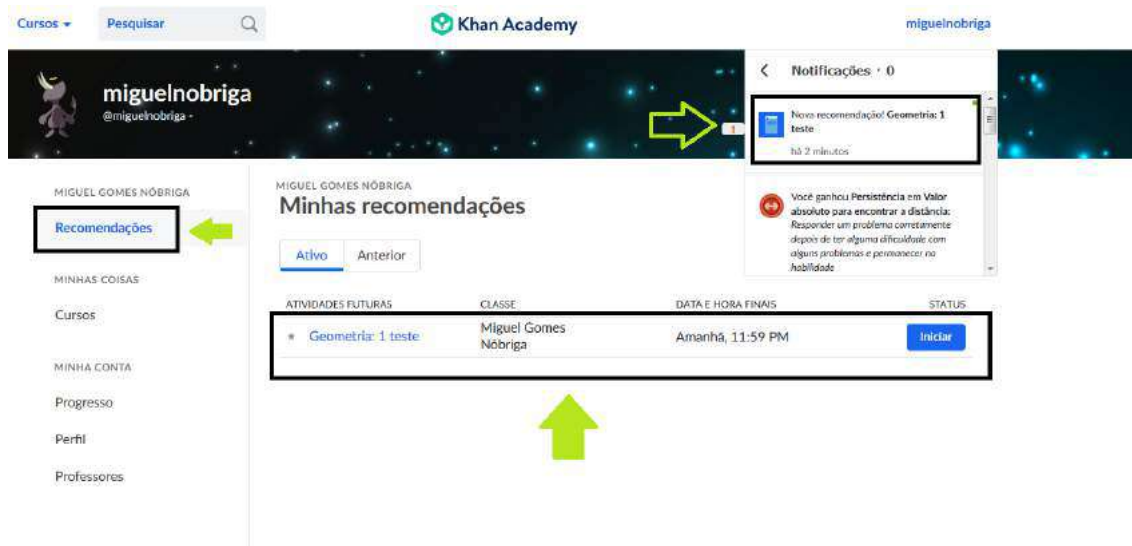 Cursos
Pesquisar
Khan Academy
miguelnobriga
miguelnobriga
@miguelnobriga -
Notificações · 0
1
Nova recomendação! Geometria: 1
teste
há 2 minutos
Você ganhou Persistência em Valor
absoluto para encontrar a distância:
Responder um problema corretamente
depois de ter alguma dificuldade com
alguns problemas e permanecer na
habilidade
MIGUEL GOMES NÓBRIGA
Recomendações
MINHAS COISAS
Cursos
MINHA CONTA
Progresso
Perfil
Professores
MIGUEL GOMES NÓBRIGA
Minhas recomendações
Ativo
Anterior
ATIVIDADES FUTURAS CLASSE DATA E HORA FINAIS STATUS
Geometria: 1 teste Miguel Gomes Amanhã, 11:59 PM Iniciar
Nóbriga